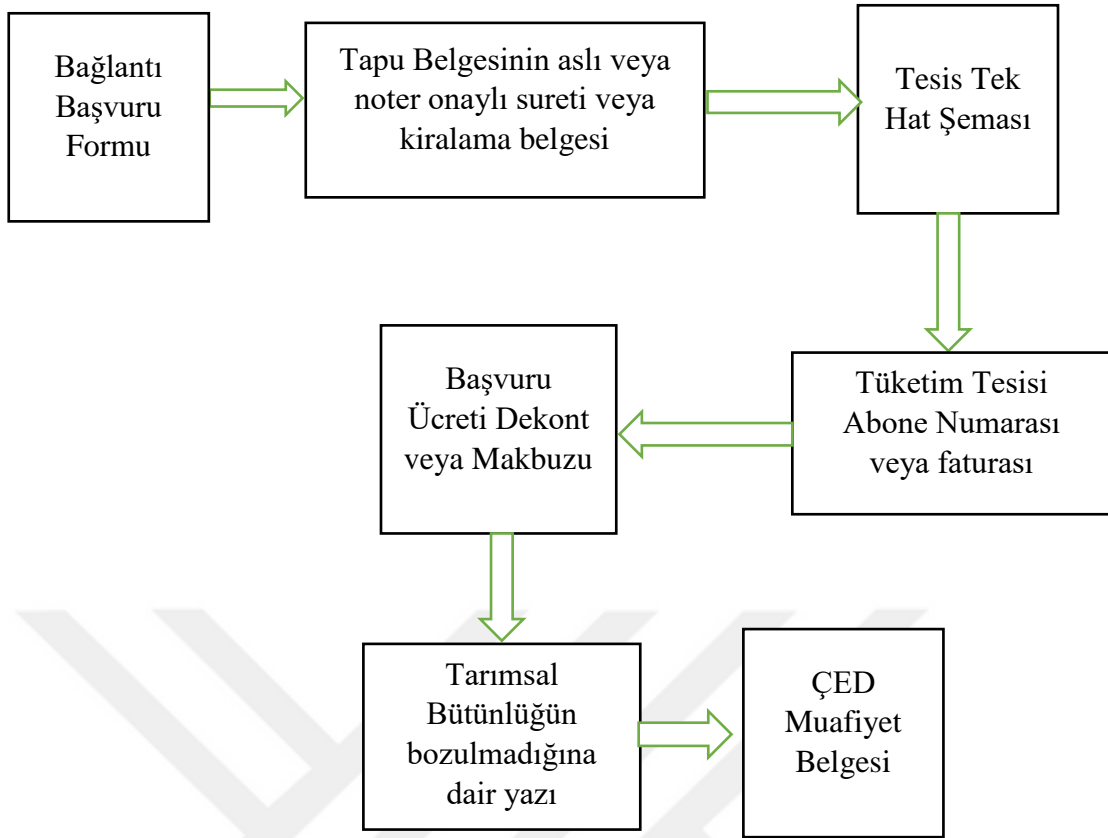 Bağlantı
Başvuru
Formu
Tapu Belgesinin aslı veya
noter onaylı sureti veya
kiralama belgesi
Tesis Tek
Hat Şeması
Tüketim Tesisi
Abone Numarası
veya faturası
Başvuru
Ücreti Dekont
veya Makbuzu
Tarımsal
Bütünlüğün
bozulmadığına
dair yazı
ÇED
Muafiyet
Belgesi